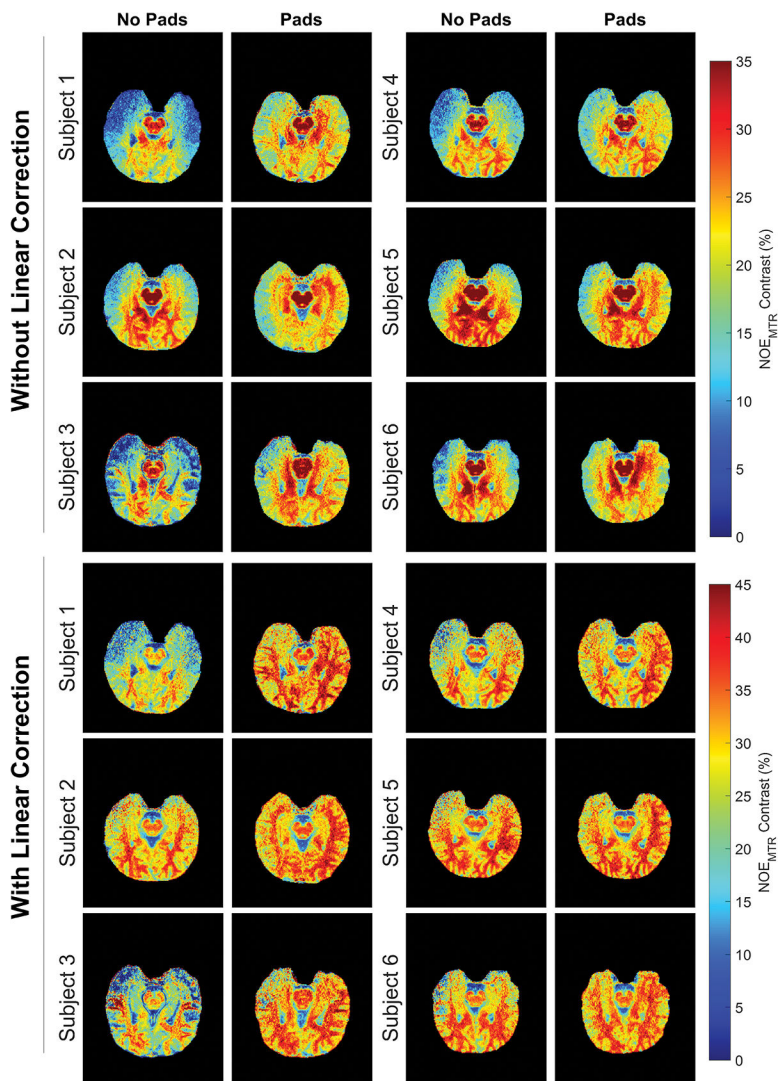 No Pads Pads No Pads Pads
Without Linear Correction
Subject 1
Subject 4
Subject 2
Subject 5
Subject 3
Subject 6
35
30
25
20
15
10
5
0
NOE_MTR Contrast (%)
With Linear Correction
Subject 1
Subject 4
Subject 2
Subject 5
Subject 3
Subject 6
45
40
35
30
25
20
15
10
5
0
NOE_MTR Contrast (%)